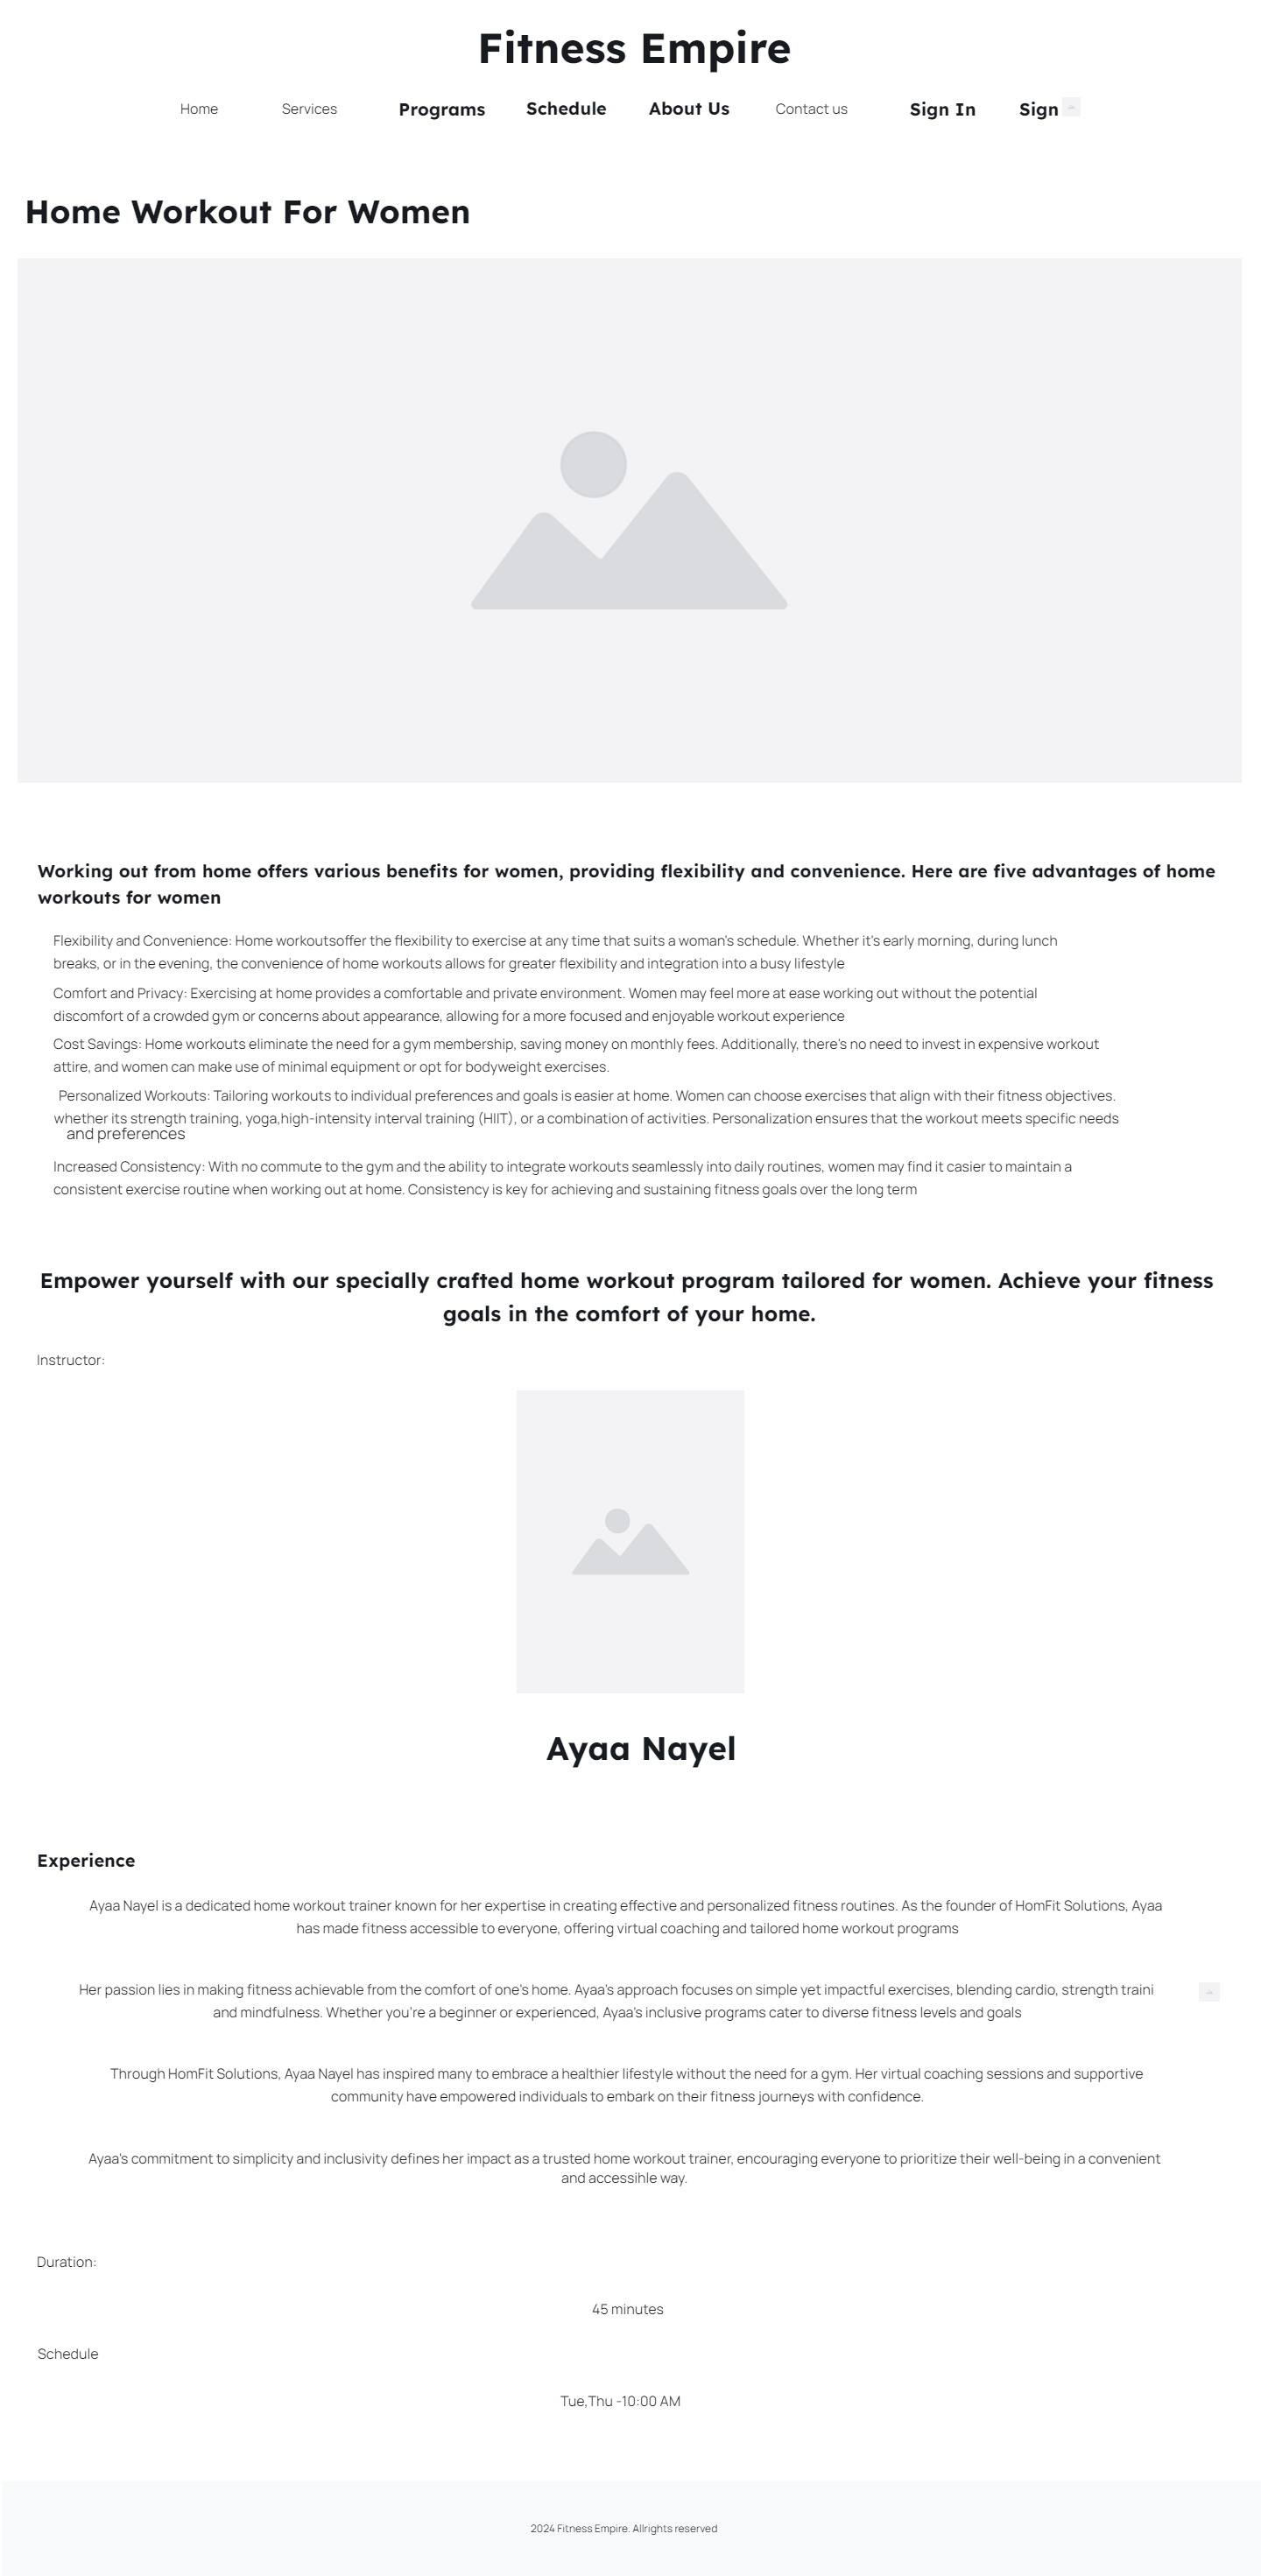 Fitness Empire
Home Services Programs Schedule About Us Contact us Sign In Sign
Home Workout For Women
Working out from home offers various benefits for women, providing flexibility and convenience. Here are five advantages of home
workouts for women
Flexibility and Convenience: Home workoutsoffer the flexibility to exercise at any time that suits a woman's schedule. Whether it's early morning, during lunch
breaks, or in the evening, the convenience of home workouts allows for greater flexibility and integration into a busy lifestyle
Comfort and Privacy: Exercising at home provides a comfortable and private environment. Women may feel more at ease working out without the potential
discomfort of a crowded gym or concerns about appearance, allowing for a more focused and enjoyable workout experience
Cost Savings: Home workouts eliminate the need for a gym membership, saving money on monthly fees. Additionally, there's no need to invest in expensive workout
attire, and women can make use of minimal equipment or opt for bodyweight exercises.
Personalized Workouts: Tailoring workouts to individual preferences and goals is easier at home. Women can choose exercises that align with their fitness objectives.
whether its strength training, yoga,high-intensity interval training (HIIT), or a combination of activities. Personalization ensures that the workout meets specific needs
and preferences
Increased Consistency: With no commute to the gym and the ability to integrate workouts seamlessly into daily routines, women may find it casier to maintain a
consistent exercise routine when working out at home. Consistency is key for achieving and sustaining fitness goals over the long term
Empower yourself with our specially crafted home workout program tailored for women. Achieve your fitness
goals in the comfort of your home.
Instructor:
Ayaa Nayel
Experience
Ayaa Nayel is a dedicated home workout trainer known for her expertise in creating effective and personalized fitness routines. As the founder of HomFit Solutions, Ayaa
has made fitness accessible to everyone, offering virtual coaching and tailored home workout programs
Her passion lies in making fitness achievable from the comfort of one's home. Ayaa's approach focuses on simple yet impactful exercises, blending cardio, strength traini
and mindfulness. Whether you're a beginner or experienced, Ayaa's inclusive programs cater to diverse fitness levels and goals
Through HomFit Solutions, Ayaa Nayel has inspired many to embrace a healthier lifestyle without the need for a gym. Her virtual coaching sessions and supportive
community have empowered individuals to embark on their fitness journeys with confidence.
Ayaa's commitment to simplicity and inclusivity defines her impact as a trusted home workout trainer, encouraging everyone to prioritize their well-being in a convenient
and accessihle way.
Duration:
45 minutes
Schedule
Tue,Thu -10:00 AM
2024 Fitness Empire. Allrights reserved